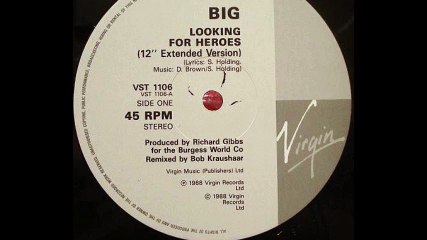 BIG
LOOKING
FOR HEROES
(12'' Extended Version)
(Lyrics: S. Holding,
Music: D. Brown/S. Holding)
VST 1106
VST 1106-A
SIDE ONE
45 RPM
STEREO
Produced by Richard Gibbs
for the Burgess World Co
Remixed by Bob Kraushaar
Virgin Music (Publishers) Ltd
℗ 1988 Virgin Records
Ltd
© 1988 Virgin Records
Ltd
Virgin